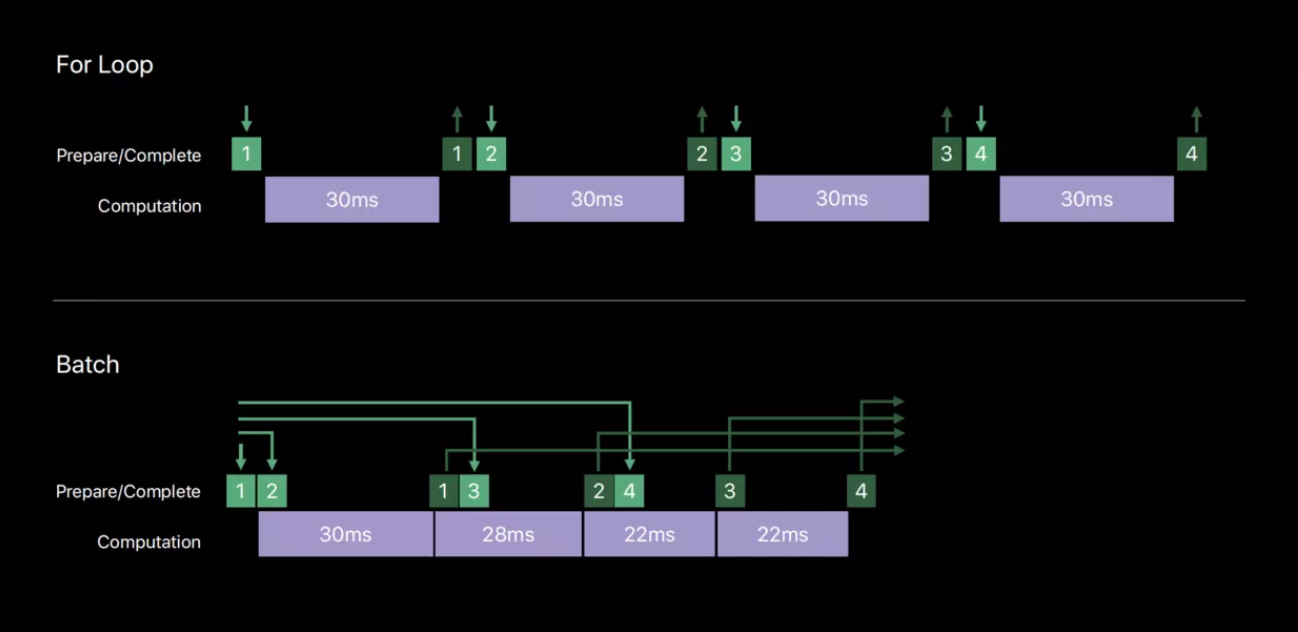 For Loop
Prepare/Complete 1 1 2 2 3 3 4 4
Computation 30ms 30ms 30ms 30ms
Batch
Prepare/Complete 1 2 1 3 2 4 3 4
Computation 30ms 28ms 22ms 22ms